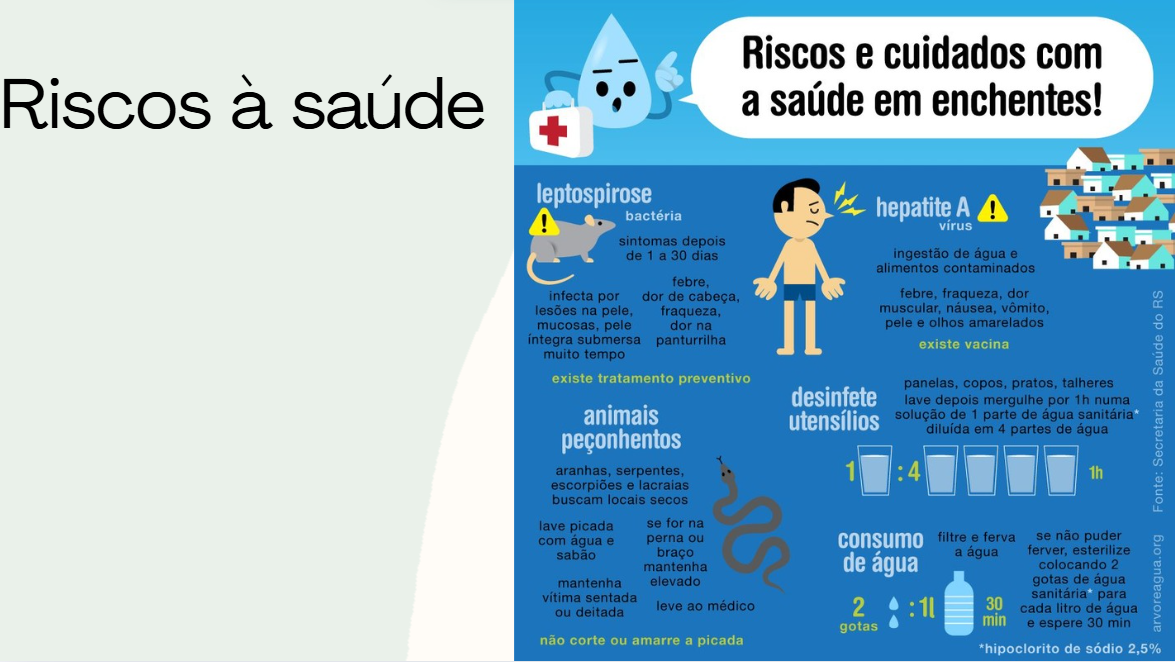 Riscos à saúde
Riscos e cuidados com
a saúde em enchentes!
leptospirose
bactéria
sintomas depois
de 1 a 30 dias
infecta por
lesões na pele,
mucosas, pele
íntegra submersa
muito tempo
febre,
dor de cabeça,
fraqueza,
dor na
panturrilha
existe tratamento preventivo
hepatite A
vírus
ingestão de água e
alimentos contaminados
febre, fraqueza, dor
muscular, náusea, vômito,
pele e olhos amarelados
existe vacina
animais
peçonhentos
aranhas, serpentes,
escorpiões e lacraias
buscam locais secos
lave picada
com água e
sabão
se for na
perna ou
braço
mantenha
elevado
mantenha
vítima sentada
ou deitada
leve ao médico
não corte ou amarre a picada
desinfete
utensílios
panelas, copos, pratos, talheres
lave depois mergulhe por 1h numa
solução de 1 parte de água sanitária*
diluída em 4 partes de água
1 : 4 1h
consumo
de água
filtre e ferva
a água
se não puder
ferver, esterilize
colocando 2
gotas de água
sanitária* para
cada litro de água
e espere 30 min
2 : 1l 30
gotas min
*hipoclorito de sódio 2,5%
arvoreagua.org Fonte: Secretaria da Saúde do RS